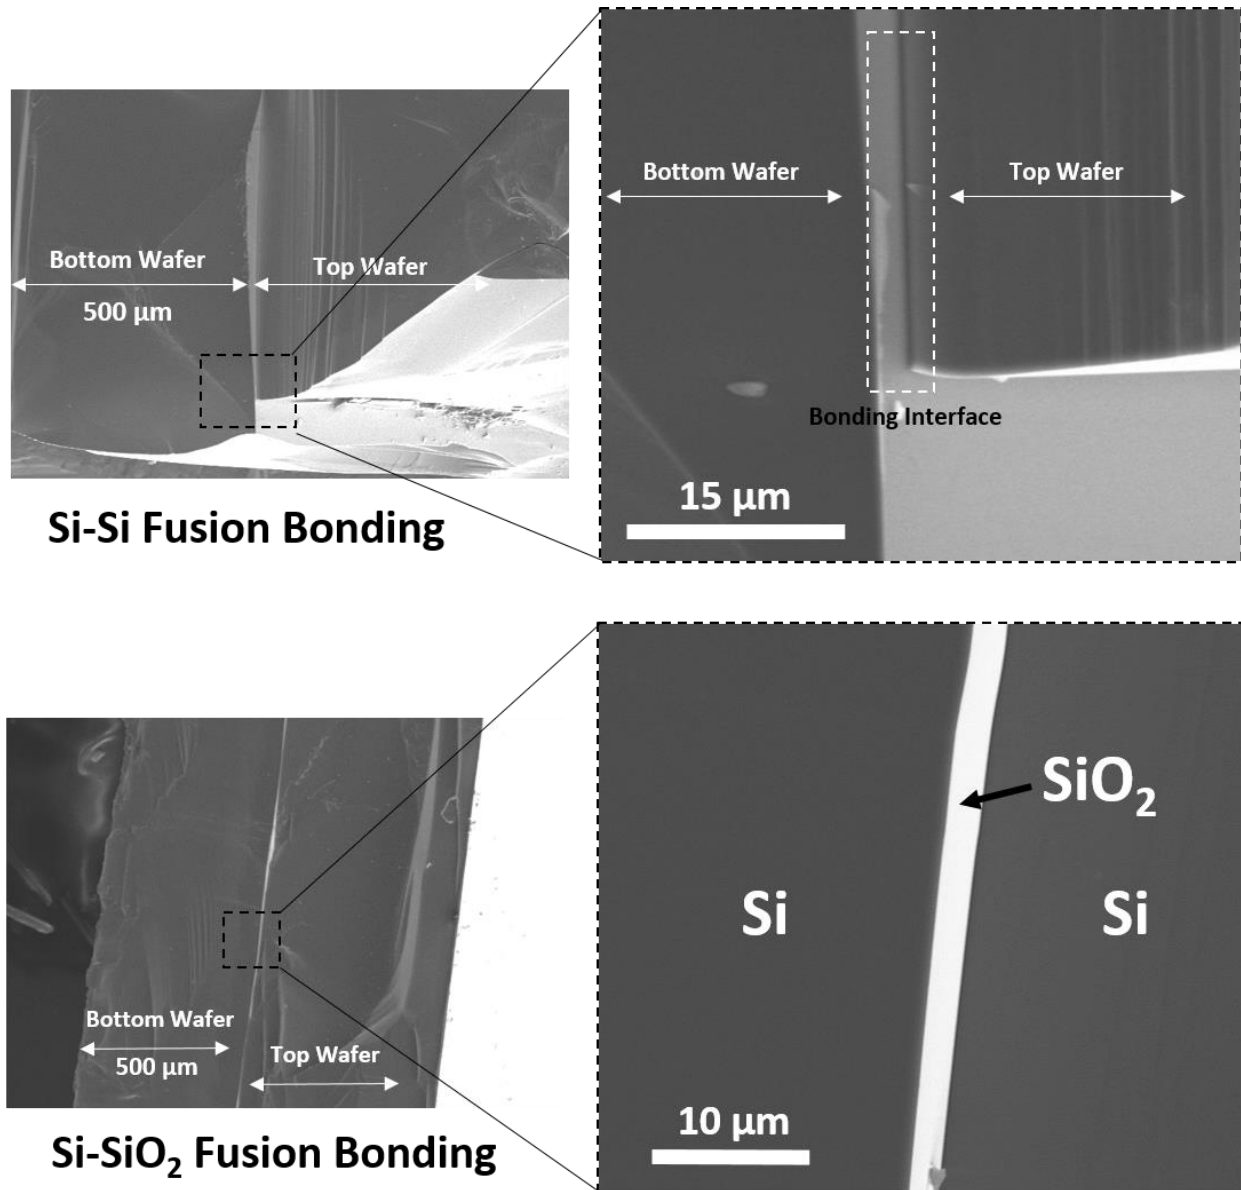 Bottom Wafer
500 μm
Top Wafer
Si-Si Fusion Bonding
Bottom Wafer
Top Wafer
Bonding Interface
15 μm
Bottom Wafer
500 μm
Top Wafer
Si-SiO₂ Fusion Bonding
SiO₂
Si
Si
10 μm